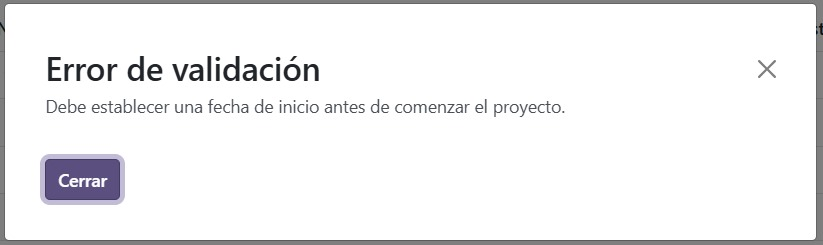 Error de validación
Debe establecer una fecha de inicio antes de comenzar el proyecto.
Cerrar